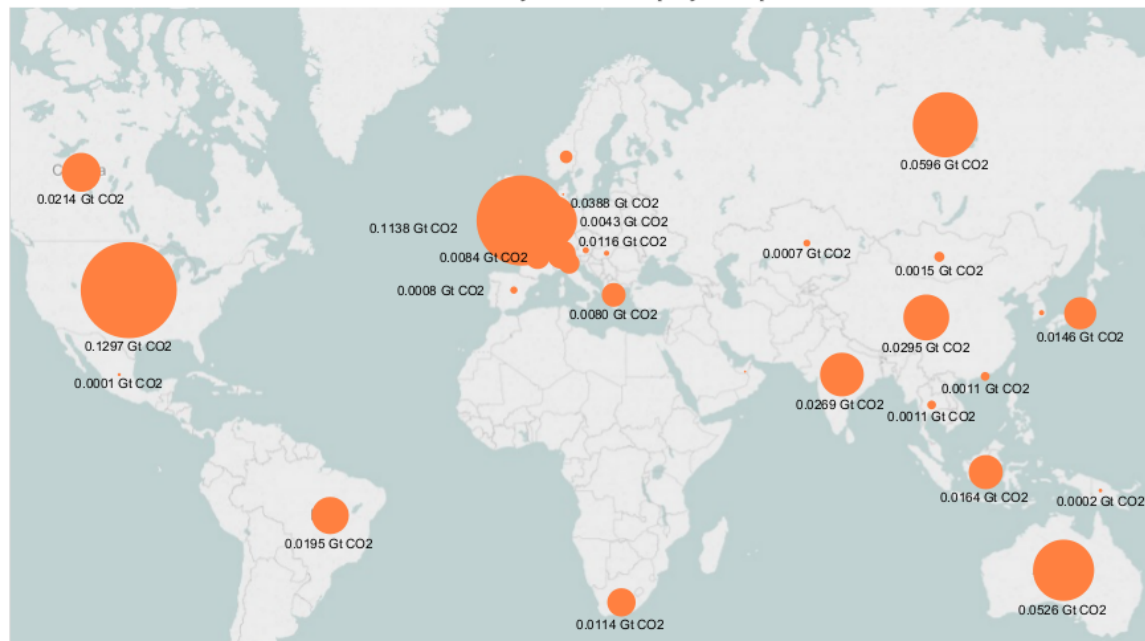 0.0596 Gt CO2
0.0214 Gt CO2
0.0388 Gt CO2
0.1138 Gt CO2
0.0043 Gt CO2
0.0116 Gt CO2
0.0084 Gt CO2
0.0007 Gt CO2
0.0015 Gt CO2
0.0008 Gt CO2
0.0080 Gt CO2
0.0146 Gt CO2
0.1297 Gt CO2
0.0295 Gt CO2
0.0001 Gt CO2
0.0011 Gt CO2
0.0269 Gt CO2
0.0011 Gt CO2
0.0164 Gt CO2
0.0002 Gt CO2
0.0195 Gt CO2
0.0526 Gt CO2
0.0114 Gt CO2